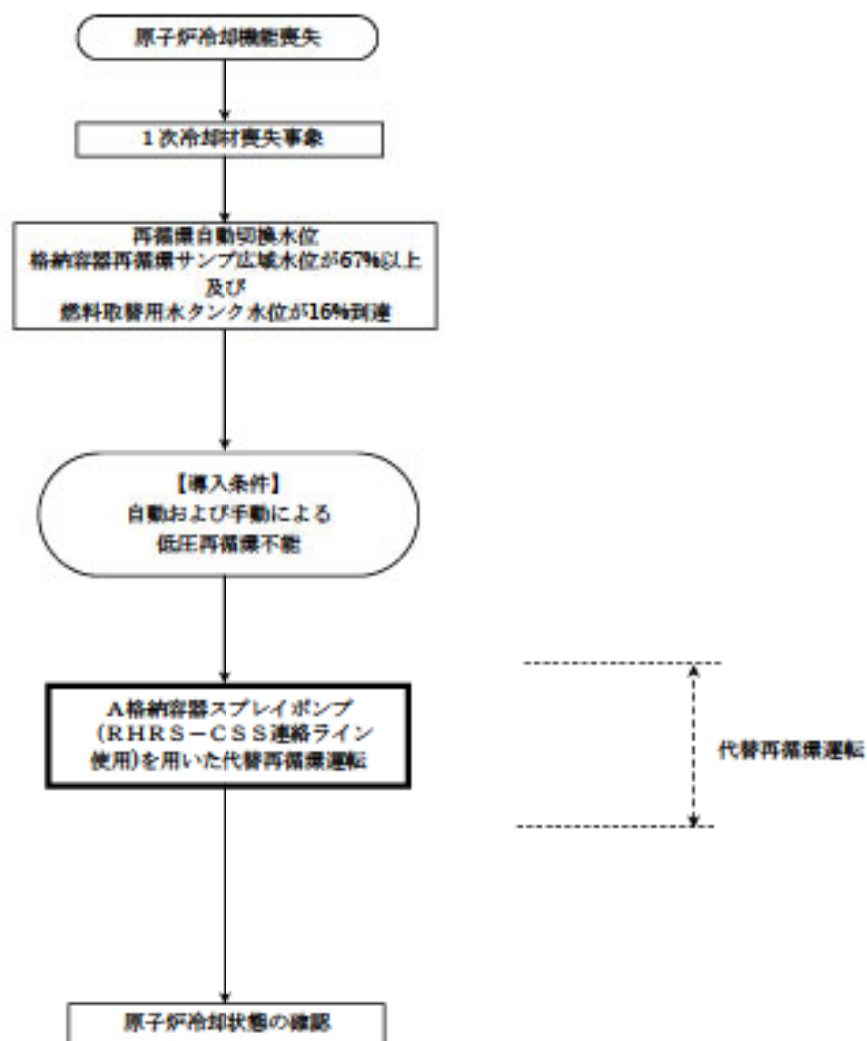 原子炉冷却機能喪失
1次冷却材喪失事象
再循環自動切換水位
格納容器再循環サンプ広域水位が67%以上
及び
燃料取替用水タンク水位が16%到達
【導入条件】
自動および手動による
低圧再循環不能
A格納容器スプレイポンプ
(RHRS-CSS連絡ライン
使用)を用いた代替再循環運転
代替再循環運転
原子炉冷却状態の確認